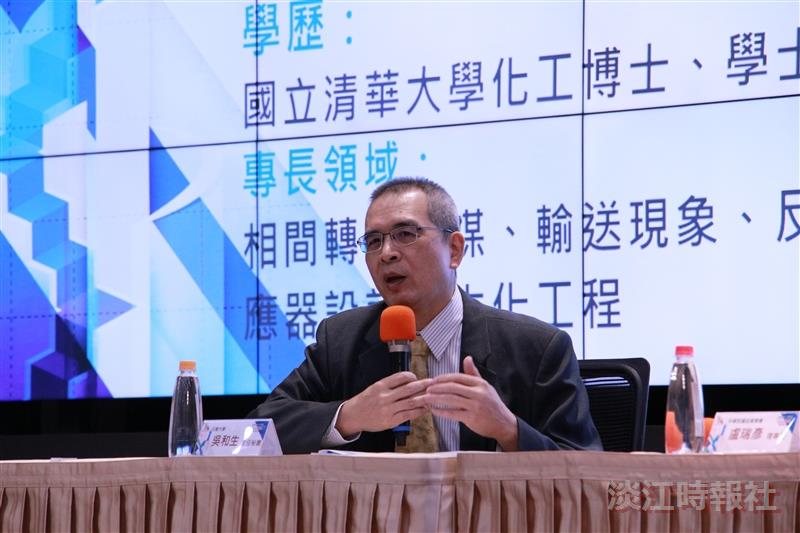 學歷：
國立清華大學化工博士、學士
專長領域：
相間轉 媒、輸送現象、反
應器設 化工程
吳和生
盧瑞彥
淡江時報社